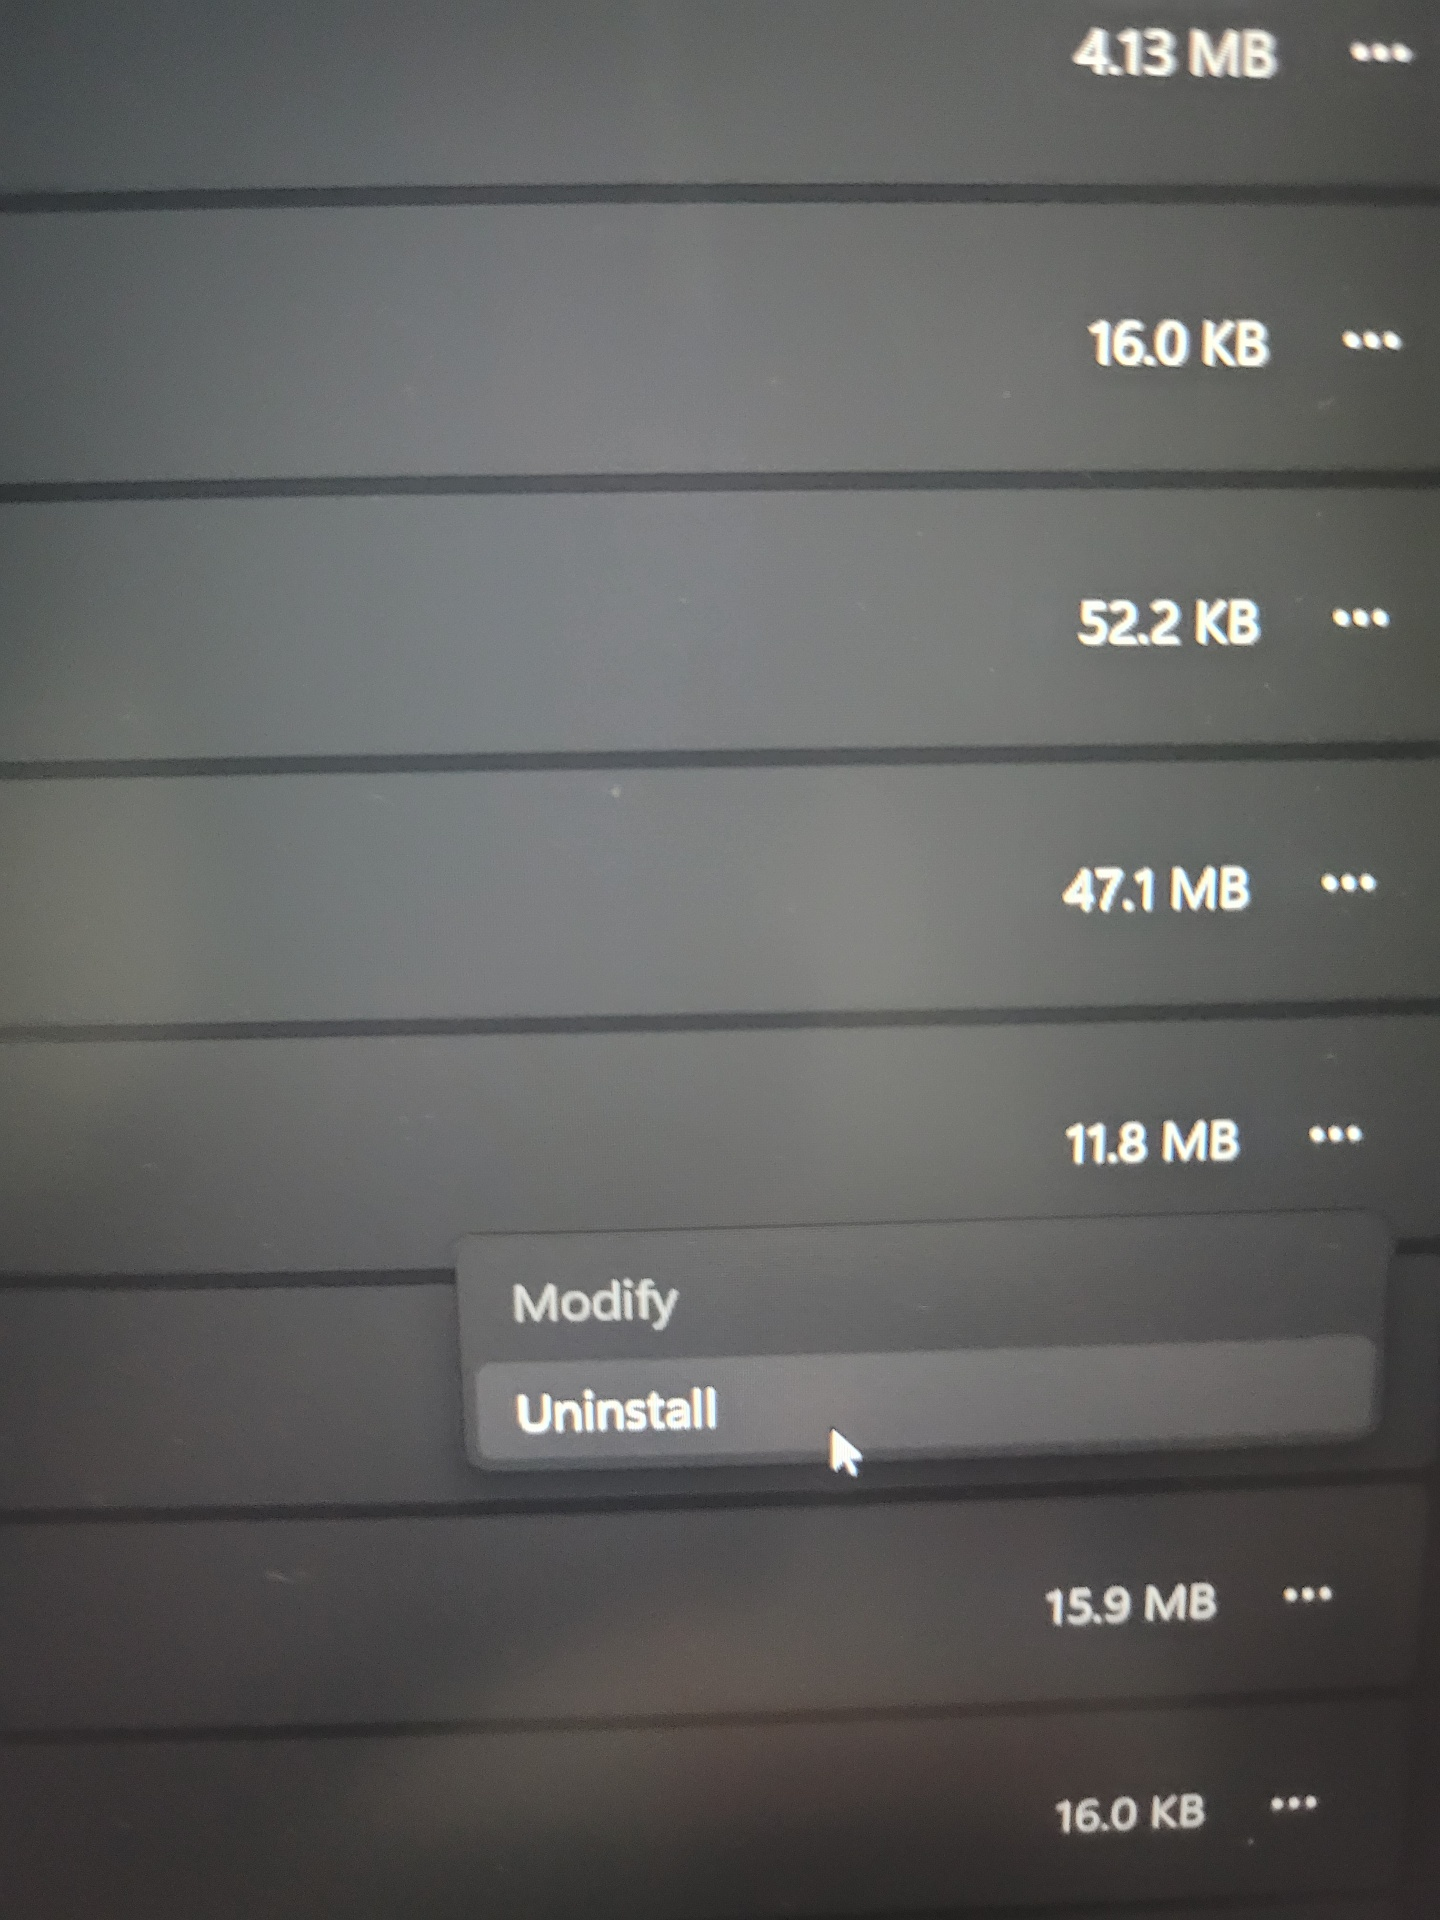 4.13 MB •••
16.0 KB •••
52.2 KB •••
47.1 MB •••
11.8 MB •••
Modify
Uninstall
15.9 MB •••
16.0 KB •••